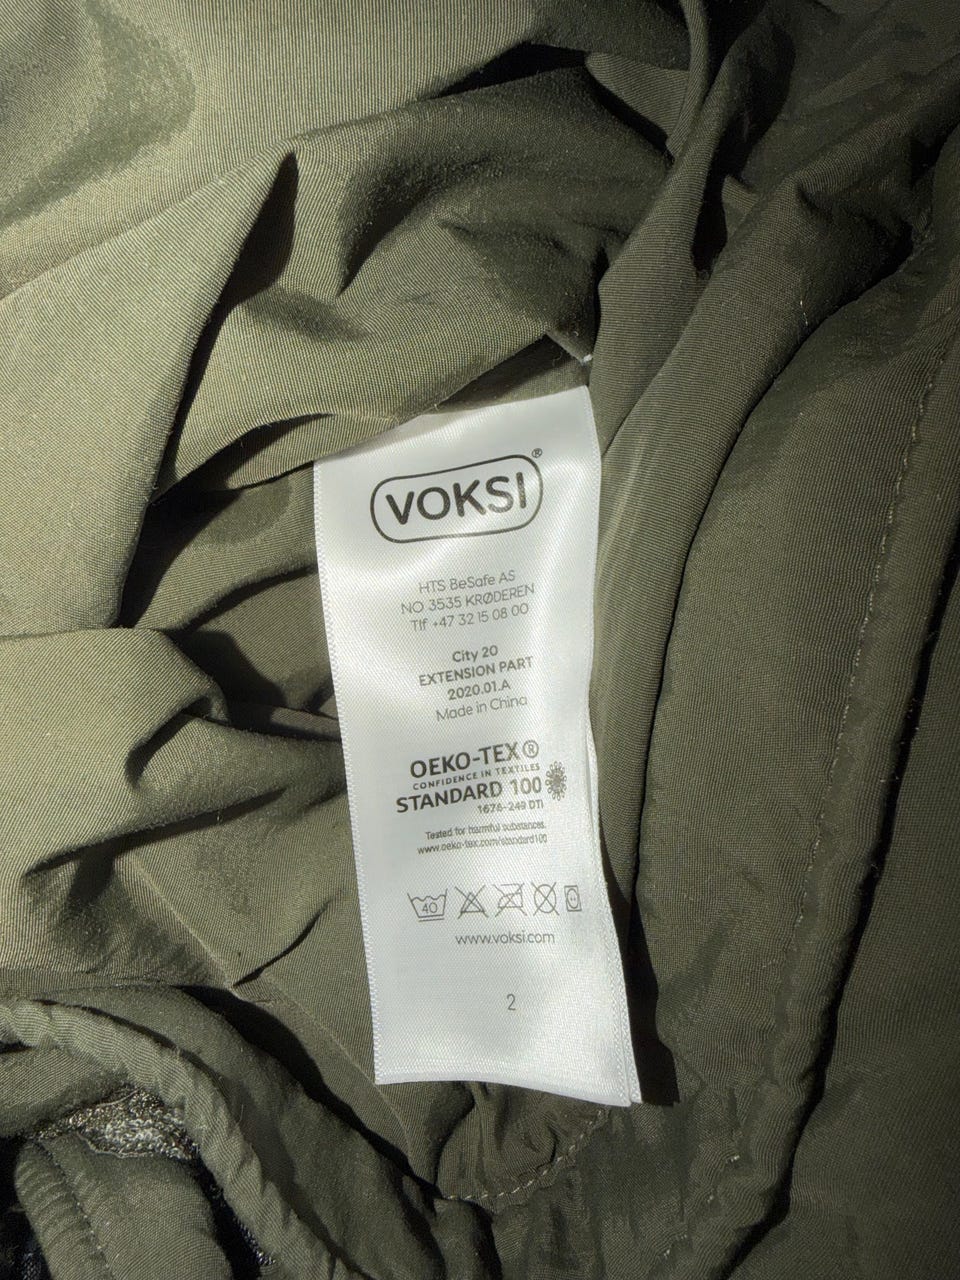 VOKSI®
HTS BeSafe AS
NO 3535 KRØDEREN
Tlf +47 32 15 08 00
City 20
EXTENSION PART
2020.01.A
Made in China
OEKO-TEX®
CONFIDENCE IN TEXTILES
STANDARD 100
1676-249 DTI
Tested for harmful substances.
www.oeko-tex.com/standard100
40
www.voksi.com
2